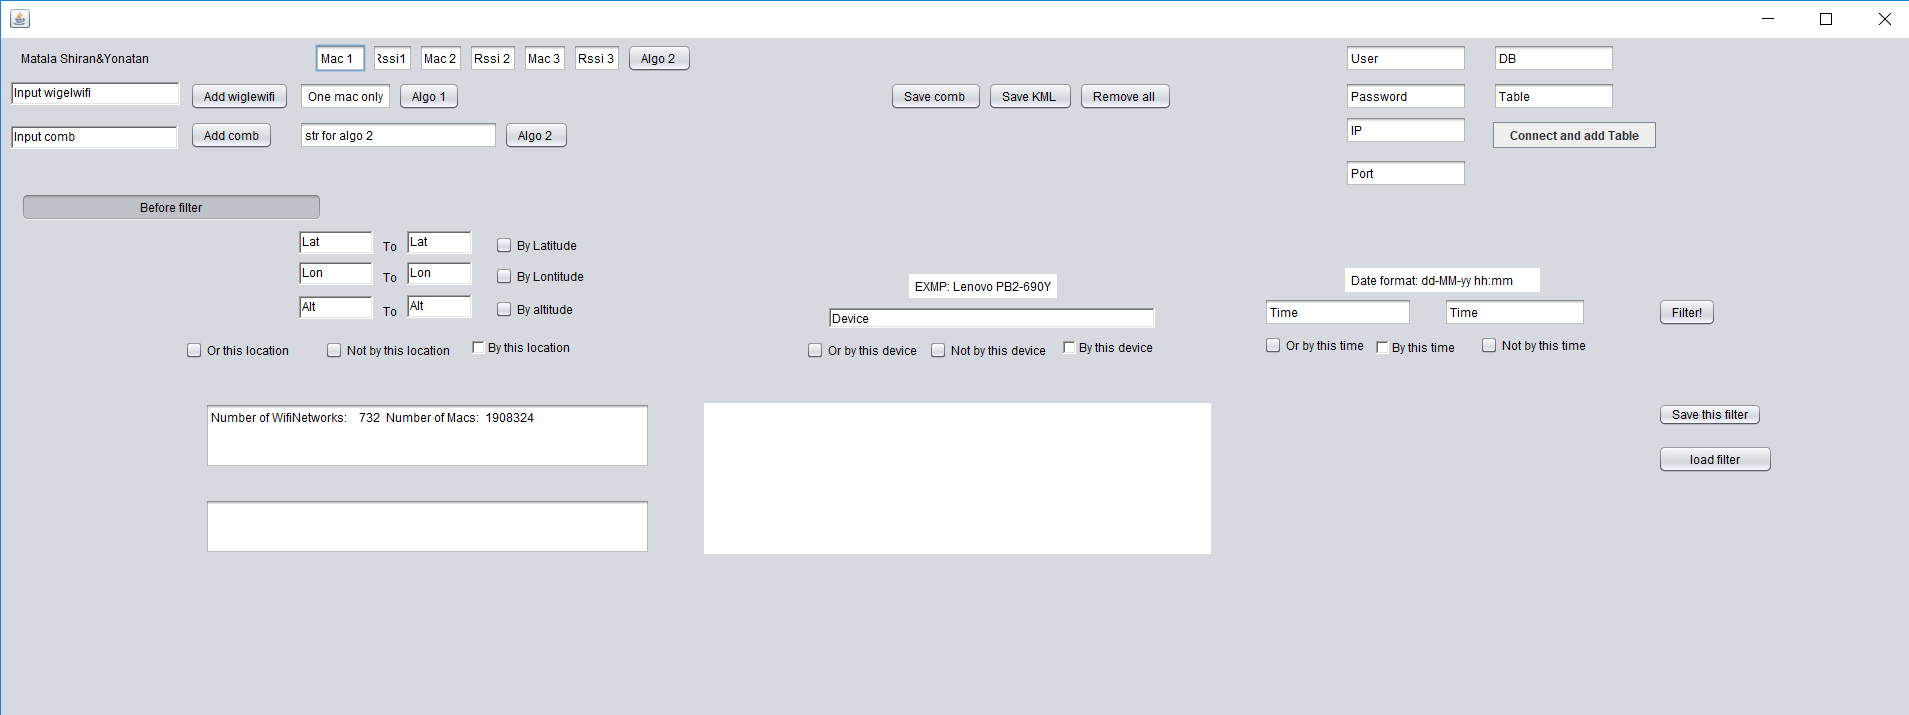 Matala Shiran&Yonatan Mac 1 Rssi1 Mac 2 Rssi 2 Mac 3 Rssi 3 Algo 2 User DB
Input wigelwifi Add wiglewifi One mac only Algo 1 Save comb Save KML Remove all Password Table
Input comb Add comb str for algo 2 Algo 2 IP Connect and add Table
Port
Before filter
Lat To Lat By Latitude
Lon To Lon By Lontitude
EXMP: Lenovo PB2-690Y Date format: dd-MM-yy hh:mm
Alt To Alt By altitude Device Time Time Filter!
Or this location Not by this location By this location Or by this device Not by this device By this device Or by this time By this time Not by this time
Number of WifiNetworks: 732 Number of Macs: 1908324 Save this filter
load filter